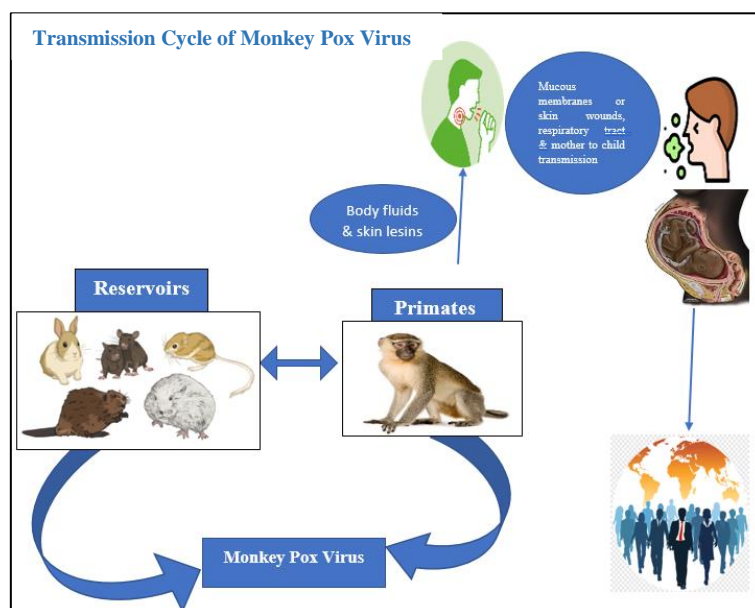 Transmission Cycle of Monkey Pox Virus
Mucous
membranes or
skin wounds,
respiratory tract
& mother to child
transmission
Body fluids
& skin lesins
Reservoirs
Primates
Monkey Pox Virus